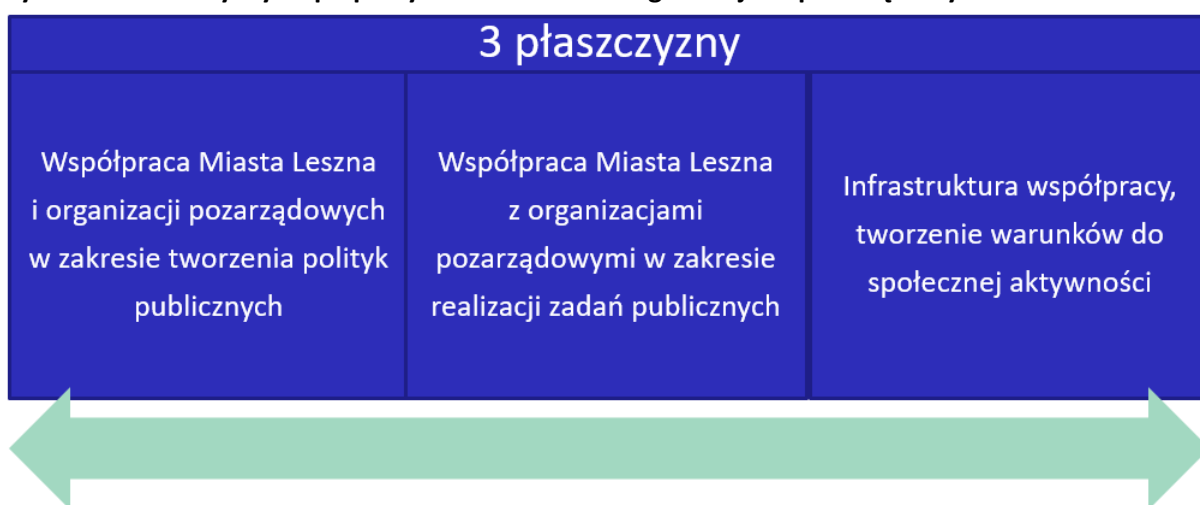 3 płaszczyzny
Współpraca Miasta Leszna
i organizacji pozarządowych
w zakresie tworzenia polityk
publicznych
Współpraca Miasta Leszna
z organizacjami
pozarządowymi w zakresie
realizacji zadań publicznych
Infrastruktura współpracy,
tworzenie warunków do
społecznej aktywności